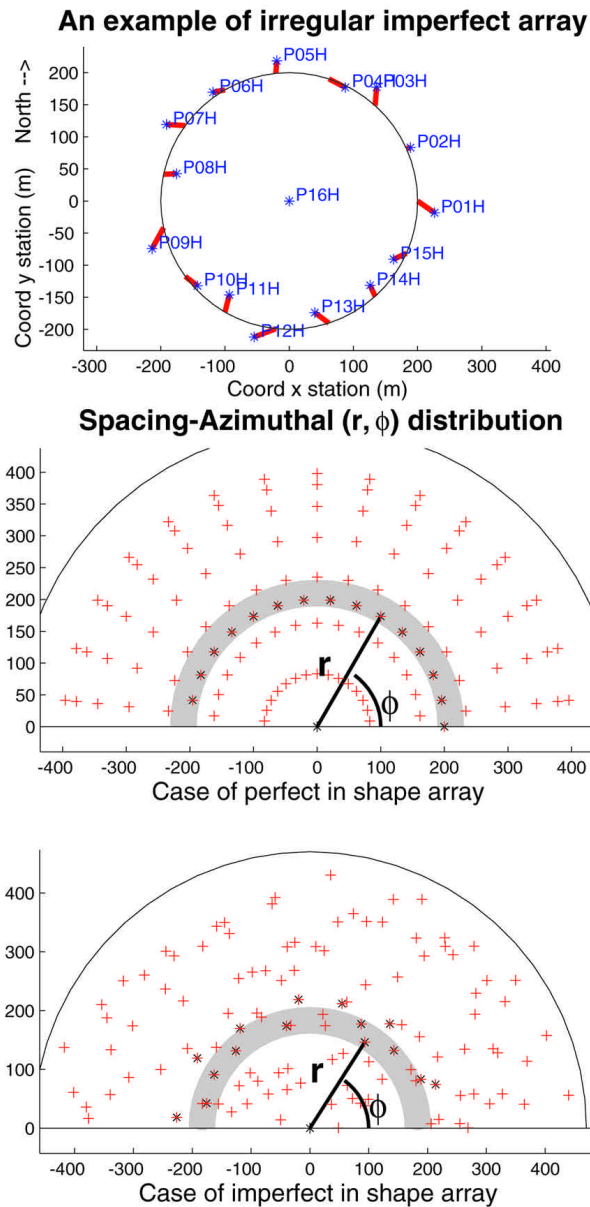 An example of irregular imperfect array
Coord y station (m)    North -->
200
150
100
50
0
-50
-100
-150
-200
P05H
P06H
P04H
P03H
P07H
P02H
P08H
P16H
P01H
P09H
P15H
P10H
P11H
P14H
P13H
P12H
-300 -200 -100 0 100 200 300 400
Coord x station (m)
Spacing-Azimuthal (r, ϕ) distribution
400
350
300
250
200
150
100
50
0
r
ϕ
-400 -300 -200 -100 0 100 200 300 400
Case of perfect in shape array
400
300
200
100
0
r
ϕ
-400 -300 -200 -100 0 100 200 300 400
Case of imperfect in shape array